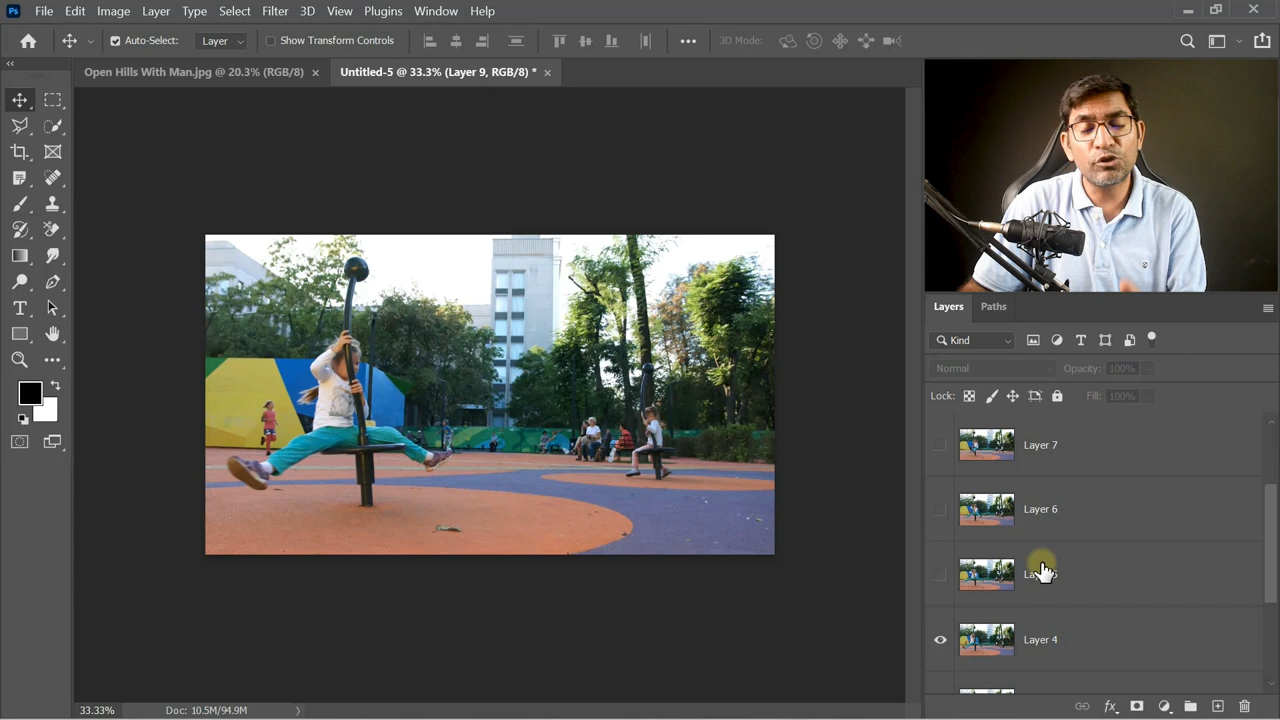 Ps File Edit Image Layer Type Select Filter 3D View Plugins Window Help
Auto-Select: Layer Show Transform Controls 3D Mode:
Open Hills With Man.jpg @ 20.3% (RGB/8) × Untitled-5 @ 33.3% (Layer 9, RGB/8) * ×
Layers Paths
Kind
Normal Opacity: 100%
Lock: Fill: 100%
Layer 7
Layer 6
Layer 4
33.33% Doc: 10.5M/94.9M